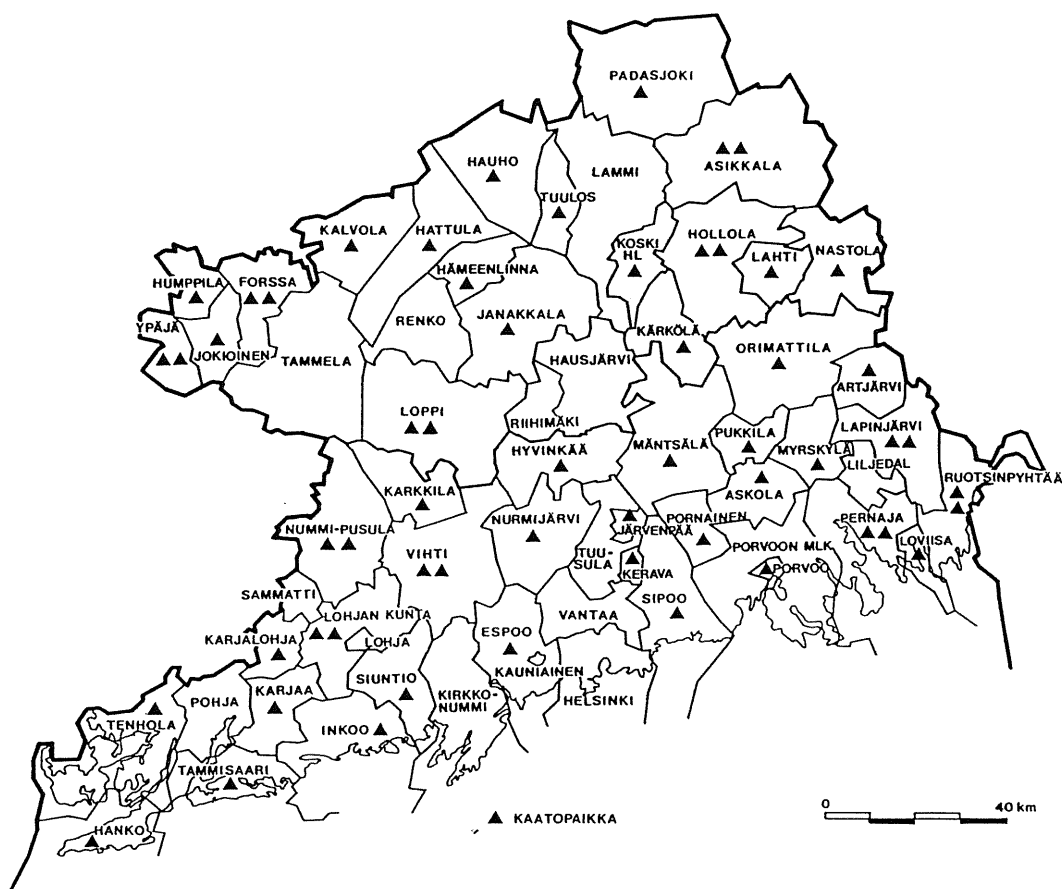 PADASJOKI
ASIKKALA
HAUHO
LAMMI
TUULOS
KALVOLA
HATTULA
KOSKI
HL
HOLLOLA
LAHTI
NASTOLA
HUMPPILA
FORSSA
HÄMEENLINNA
RENKO
JANAKKALA
KÄRKÖLÄ
YPÄJÄ
JOKIOINEN
TAMMELA
HAUSJÄRVI
ORIMATTILA
ARTJÄRVI
LOPPI
RIIHIMÄKI
HYVINKÄÄ
MÄNTSÄLÄ
PUKKILA
MYRSKYLÄ
LAPINJÄRVI
LILJEDAL
RUOTSINPYHTÄÄ
KARKKILA
ASKOLA
NUMMI-PUSULA
NURMIJÄRVI
JÄRVENPÄÄ
PORNAINEN
PERNAJA
LOVIISA
VIHTI
TUU-
SULA
KERAVA
PORVOON MLK
PORVOO
SAMMATTI
LOHJAN KUNTA
VANTAA
SIPOO
KARJALOHJA
LOHJA
ESPOO
KAUNIAINEN
POHJA
KARJAA
SIUNTIO
KIRKKO-
NUMMI
HELSINKI
TENHOLA
INKOO
TAMMISAARI
HANKO
KAATOPAIKKA
0 40 km